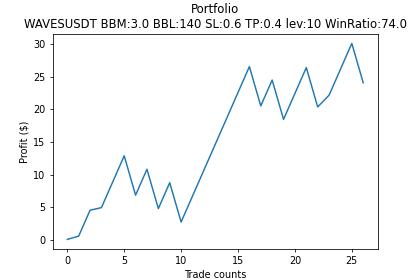 Portfolio
WAVESUSDT BBM:3.0 BBL:140 SL:0.6 TP:0.4 lev:10 WinRatio:74.0
30
25
20
15
10
5
0
Profit ($)
0 5 10 15 20 25
Trade counts